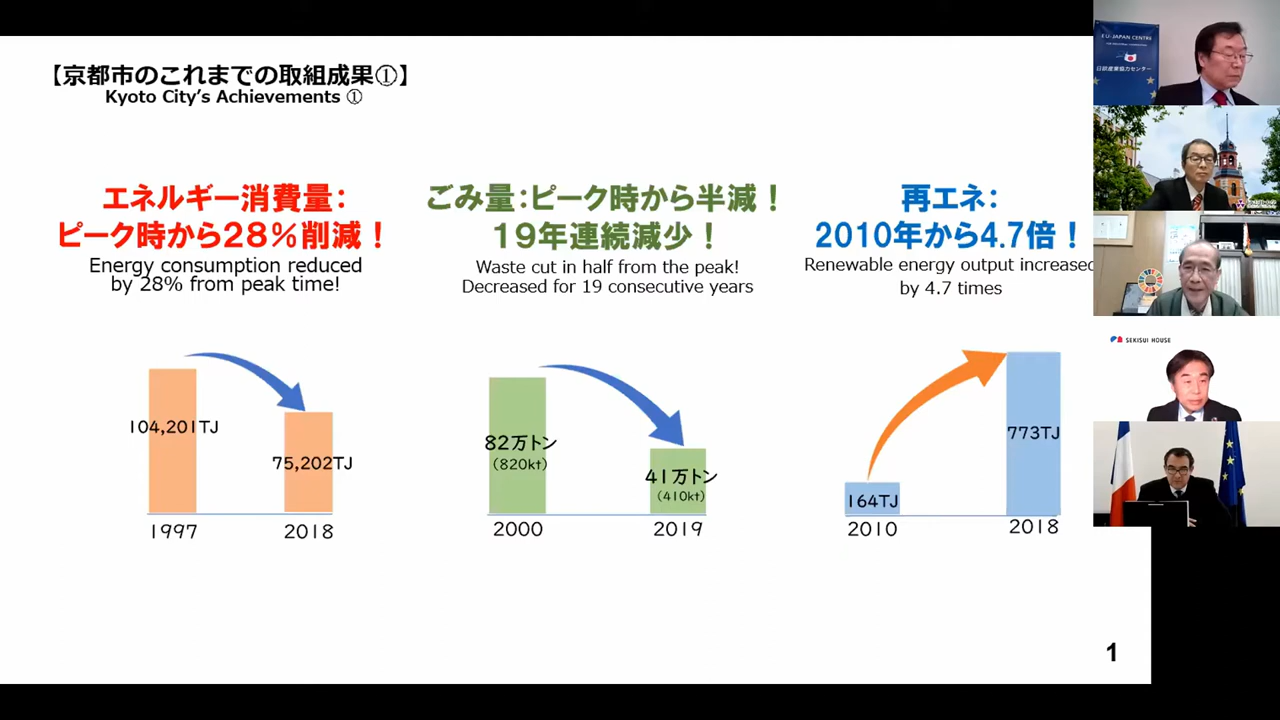 【京都市のこれまでの取組成果①】
Kyoto City's Achievements ①
エネルギー消費量：
ピーク時から28%削減！
Energy consumption reduced
by 28% from peak time!
104,201TJ
75,202TJ
1997
2018
ごみ量：ピーク時から半減！
19年連続減少！
Waste cut in half from the peak!
Decreased for 19 consecutive years
82万トン
(820kt)
41万トン
(410kt)
2000
2019
再エネ：
2010年から4.7倍！
Renewable energy output increased
by 4.7 times
164TJ
773TJ
2010
2018
1
EU-JAPAN CENTRE
日欧産業協力センター
SEKISUI HOUSE